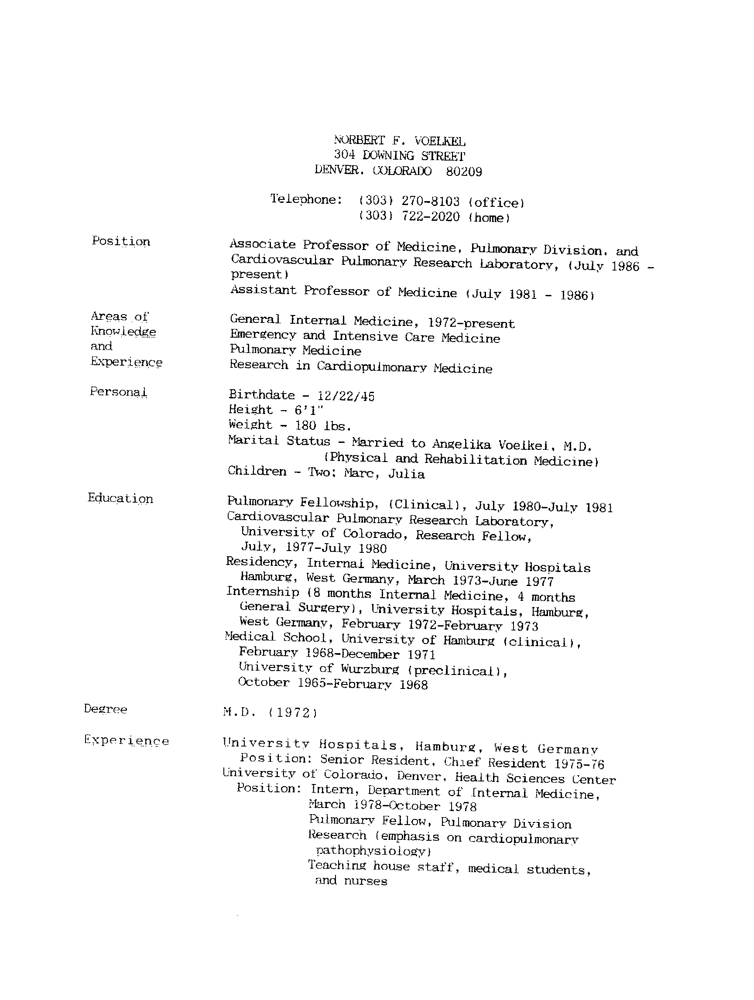 NORBERT F. VOELKEL
304 DOWNING STREET
DENVER, COLORADO 80209
Telephone: (303) 270-8103 (office)
(303) 722-2020 (home)
Position
Associate Professor of Medicine, Pulmonary Division, and
Cardiovascular Pulmonary Research Laboratory, (July 1986 -
present)
Assistant Professor of Medicine (July 1981 - 1986)
Areas of
Knowledge
and
Experience
General Internal Medicine, 1972-present
Emergency and Intensive Care Medicine
Pulmonary Medicine
Research in Cardiopulmonary Medicine
Personal
Birthdate - 12/22/45
Height - 6'1"
Weight - 180 lbs.
Marital Status - Married to Angelika Voelkel, M.D.
(Physical and Rehabilitation Medicine)
Children - Two: Marc, Julia
Education
Pulmonary Fellowship, (Clinical), July 1980-July 1981
Cardiovascular Pulmonary Research Laboratory,
University of Colorado, Research Fellow,
July, 1977-July 1980
Residency, Internal Medicine, University Hospitals
Hamburg, West Germany, March 1973-June 1977
Internship (8 months Internal Medicine, 4 months
General Surgery), University Hospitals, Hamburg,
West Germany, February 1972-February 1973
Medical School, University of Hamburg (clinical),
February 1968-December 1971
University of Wurzburg (preclinical),
October 1965-February 1968
Degree
M.D. (1972)
Experience
University Hospitals, Hamburg, West Germany
Position: Senior Resident, Chief Resident 1975-76
University of Colorado, Denver, Health Sciences Center
Position: Intern, Department of Internal Medicine,
March 1978-October 1978
Pulmonary Fellow, Pulmonary Division
Research (emphasis on cardiopulmonary
pathophysiology)
Teaching house staff, medical students,
and nurses